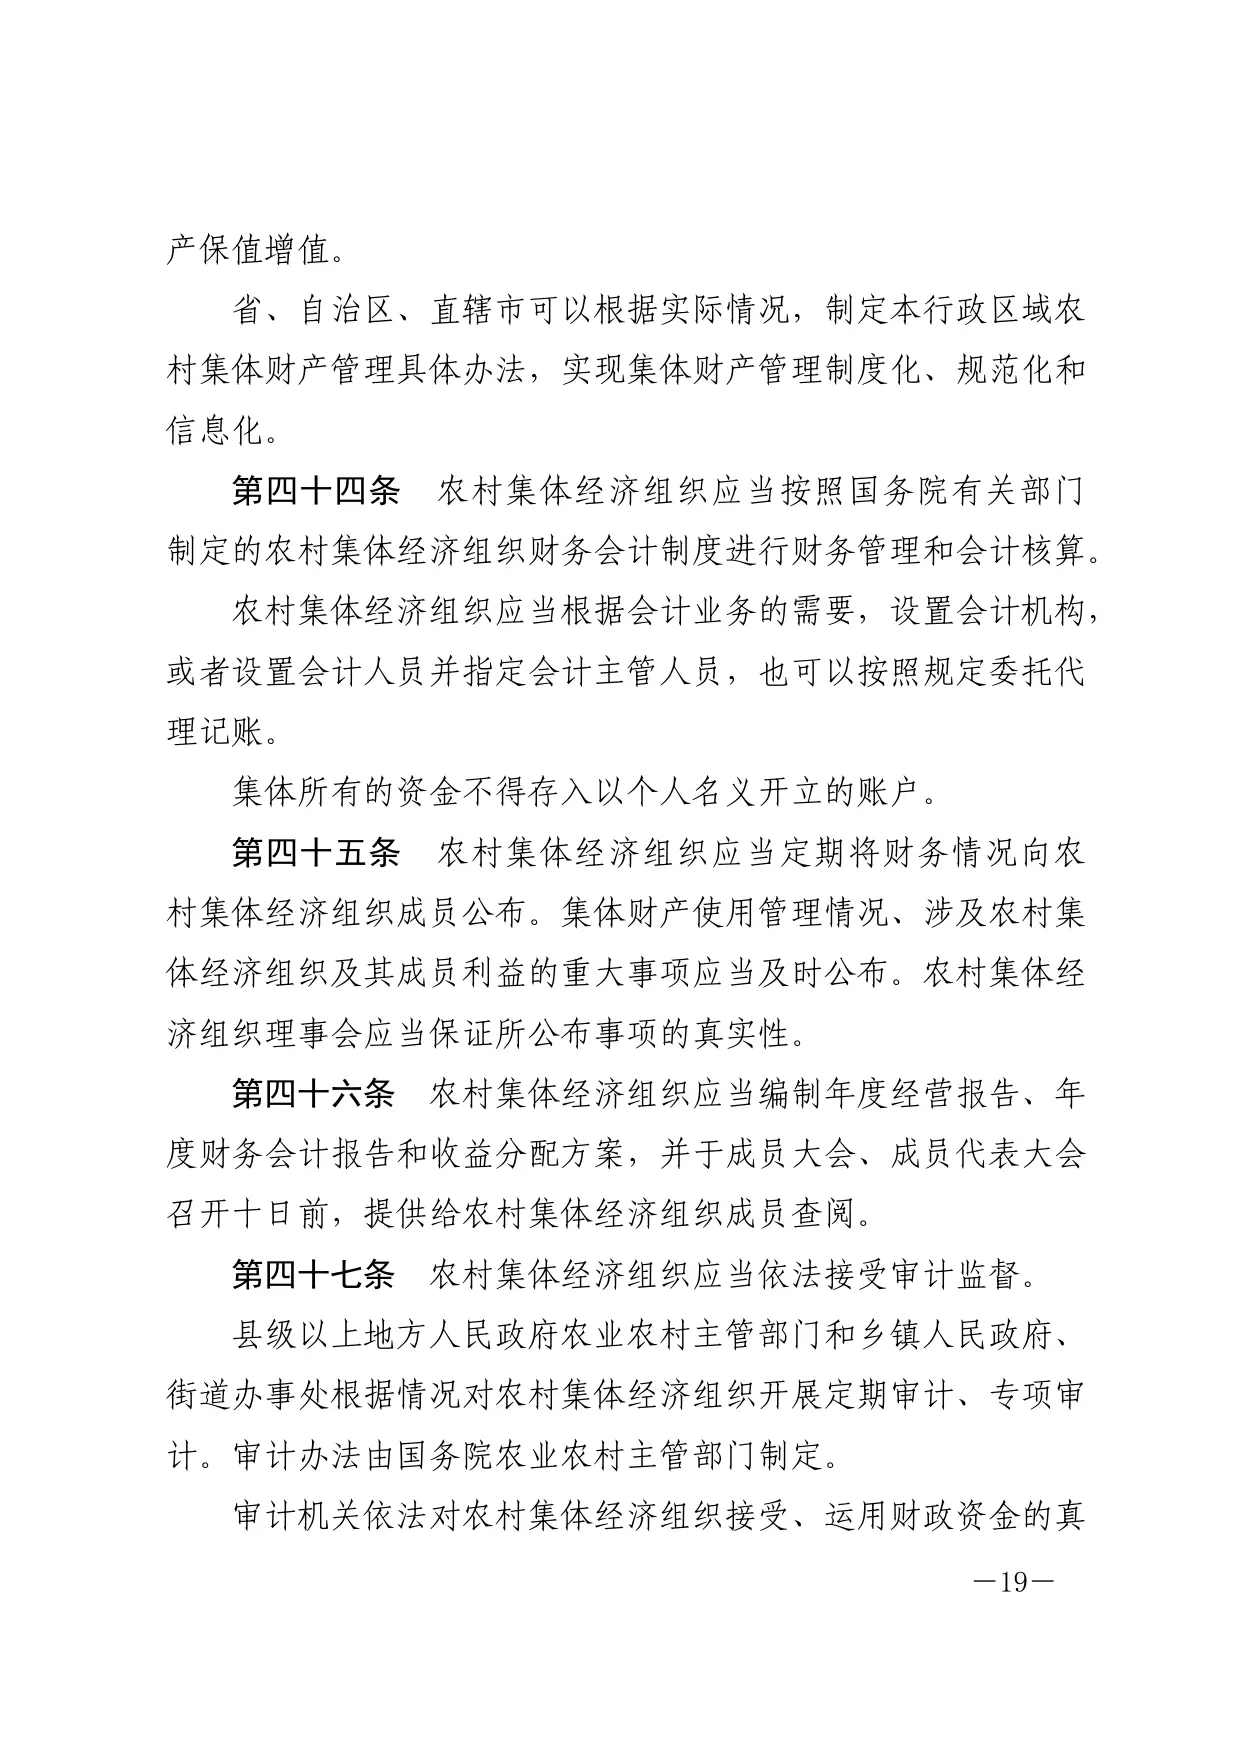 产保值增值。
省、自治区、直辖市可以根据实际情况，制定本行政区域农
村集体财产管理具体办法，实现集体财产管理制度化、规范化和
信息化。
第四十四条　农村集体经济组织应当按照国务院有关部门
制定的农村集体经济组织财务会计制度进行财务管理和会计核算。
农村集体经济组织应当根据会计业务的需要，设置会计机构，
或者设置会计人员并指定会计主管人员，也可以按照规定委托代
理记账。
集体所有的资金不得存入以个人名义开立的账户。
第四十五条　农村集体经济组织应当定期将财务情况向农
村集体经济组织成员公布。集体财产使用管理情况、涉及农村集
体经济组织及其成员利益的重大事项应当及时公布。农村集体经
济组织理事会应当保证所公布事项的真实性。
第四十六条　农村集体经济组织应当编制年度经营报告、年
度财务会计报告和收益分配方案，并于成员大会、成员代表大会
召开十日前，提供给农村集体经济组织成员查阅。
第四十七条　农村集体经济组织应当依法接受审计监督。
县级以上地方人民政府农业农村主管部门和乡镇人民政府、
街道办事处根据情况对农村集体经济组织开展定期审计、专项审
计。审计办法由国务院农业农村主管部门制定。
审计机关依法对农村集体经济组织接受、运用财政资金的真
—19—